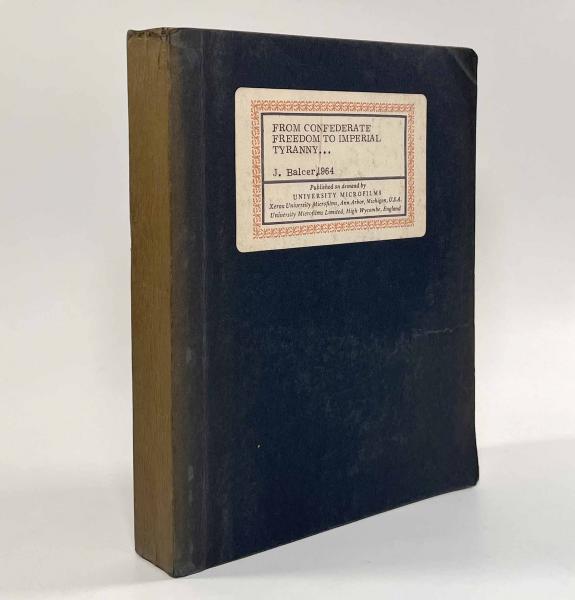 FROM CONFEDERATE
FREEDOM TO IMPERIAL
TYRANNY...
J. Balcer,1964
Published on demand by
UNIVERSITY MICROFILMS
Xerox University Microfilms, Ann Arbor, Michigan, U.S.A.
University Microfilms Limited, High Wycombe, England